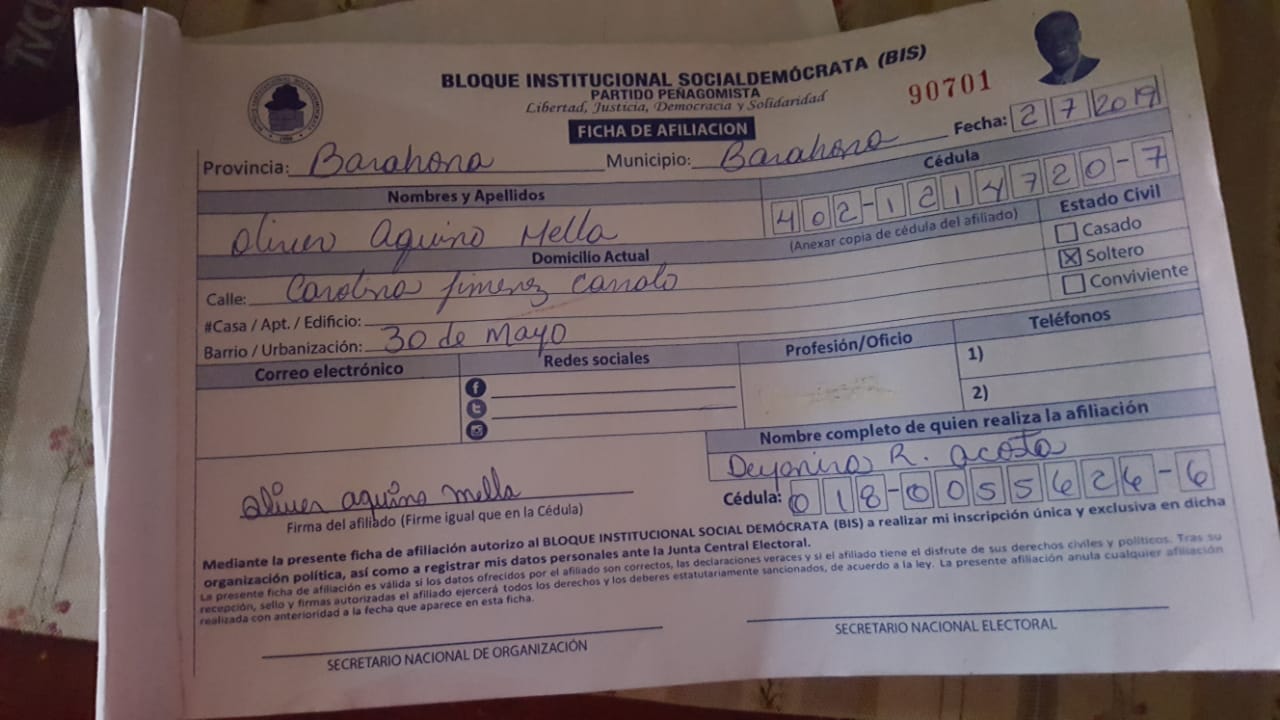 TVCA
BLOQUE INSTITUCIONAL SOCIALDEMÓCRATA (BIS)
PARTIDO PEÑAGOMISTA
Libertad, Justicia, Democracia y Solidaridad
90701
FICHA DE AFILIACION
Fecha: 2 7 2019
Provincia: Barahona Municipio: Barahona
Nombres y Apellidos
Cédula
402-1214720-7
Oliver Aquino Mella
(Anexar copia de cédula del afiliado)
Estado Civil
Casado
Soltero
Conviviente
Domicilio Actual
Calle: Carolina Jimenez Canolo
#Casa / Apt. / Edificio:
Barrio / Urbanización: 30 de Mayo
Correo electrónico
Redes sociales
Profesión/Oficio
Teléfonos
1)
2)
Nombre completo de quien realiza la afiliación
Deyanira R. acosta
Cédula: 018-0055626-6
oliver aquino mella
Firma del afiliado (Firme igual que en la Cédula)
Mediante la presente ficha de afiliación autorizo al BLOQUE INSTITUCIONAL SOCIAL DEMÓCRATA (BIS) a realizar mi inscripción única y exclusiva en dicha
organización política, así como a registrar mis datos personales ante la Junta Central Electoral.
La presente ficha de afiliación es válida si los datos ofrecidos por el afiliado son correctos, las declaraciones veraces y si el afiliado tiene el disfrute de sus derechos civiles y políticos. Tras su
recepción, sello y firmas autorizadas el afiliado ejercerá todos los derechos y los deberes estatutariamente sancionados, de acuerdo a la ley. La presente afiliación anula cualquier afiliación
realizada con anterioridad a la fecha que aparece en esta ficha.
SECRETARIO NACIONAL DE ORGANIZACIÓN
SECRETARIO NACIONAL ELECTORAL